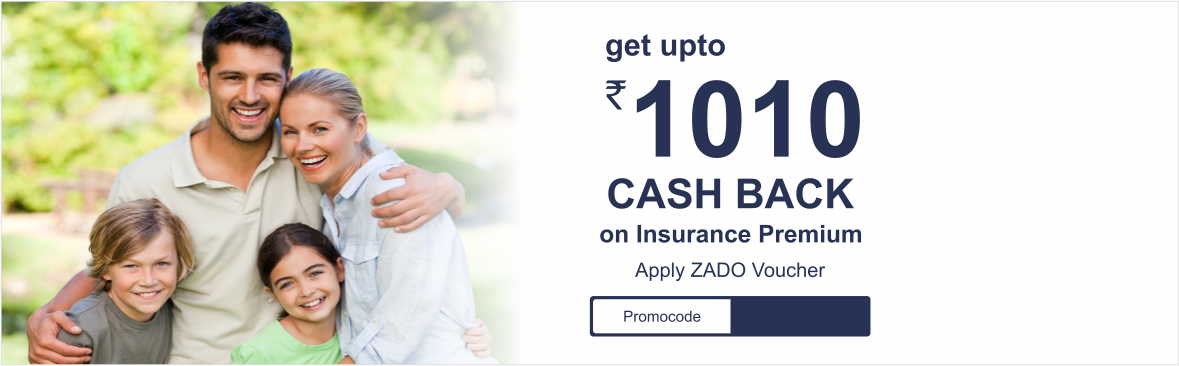 get upto
₹1010
CASH BACK
on Insurance Premium
Apply ZADO Voucher
Promocode